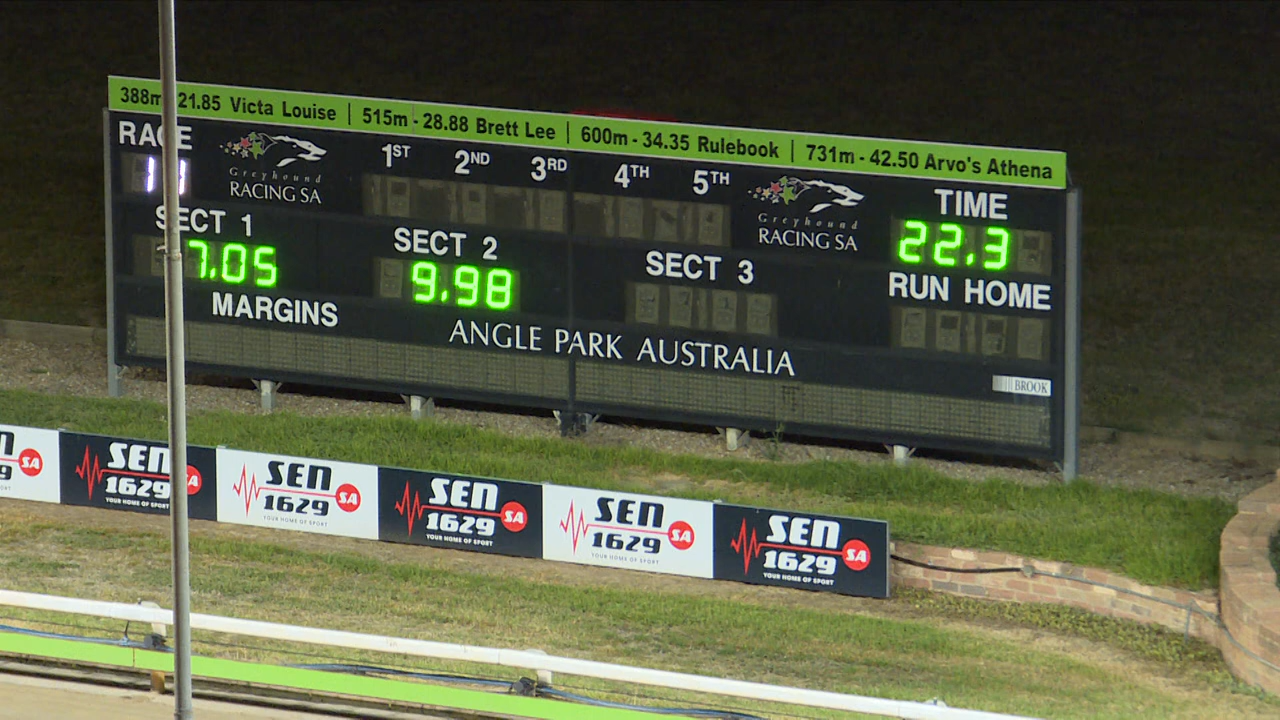 388m 21.85 Victa Louise | 515m - 28.88 Brett Lee | 600m - 34.35 Rulebook | 731m - 42.50 Arvo's Athena
RACE
11
Greyhound
RACING SA
1ST 2ND 3RD 4TH 5TH
Greyhound
RACING SA
TIME
22.3
SECT 1
7.05
SECT 2
9.98
SECT 3
RUN HOME
MARGINS
ANGLE PARK AUSTRALIA
BROOK
9 SA
SEN
1629 SA
YOUR HOME OF SPORT
SEN
1629 SA
YOUR HOME OF SPORT
SEN
1629 SA
YOUR HOME OF SPORT
SEN
1629 SA
YOUR HOME OF SPORT
SEN
1629 SA
YOUR HOME OF SPORT